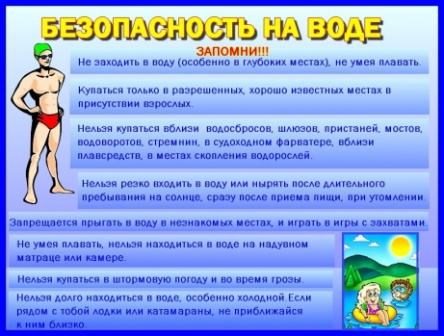 БЕЗОПАСНОСТЬ НА ВОДЕ
ЗАПОМНИ!!!
Не заходить в воду (особенно в глубоких местах), не умея плавать.
Купаться только в разрешенных, хорошо известных местах в
присутствии взрослых.
Нельзя купаться вблизи водосбросов, шлюзов, пристаней, мостов,
водоворотов, стремнин, в судоходном фарватере, вблизи
плавсредств, в местах скопления водорослей.
Нельзя резко входить в воду или нырять после длительного
пребывания на солнце, сразу после приема пищи, при утомлении.
Запрещается прыгать в воду в незнакомых местах, и играть в игры с захватами.
Не умея плавать, нельзя находиться в воде на надувном
матраце или камере.
Нельзя купаться в штормовую погоду и во время грозы.
Нельзя долго находиться в воде, особенно холодной.Если
рядом с тобой лодки или катамараны, не приближайся
к ним близко.